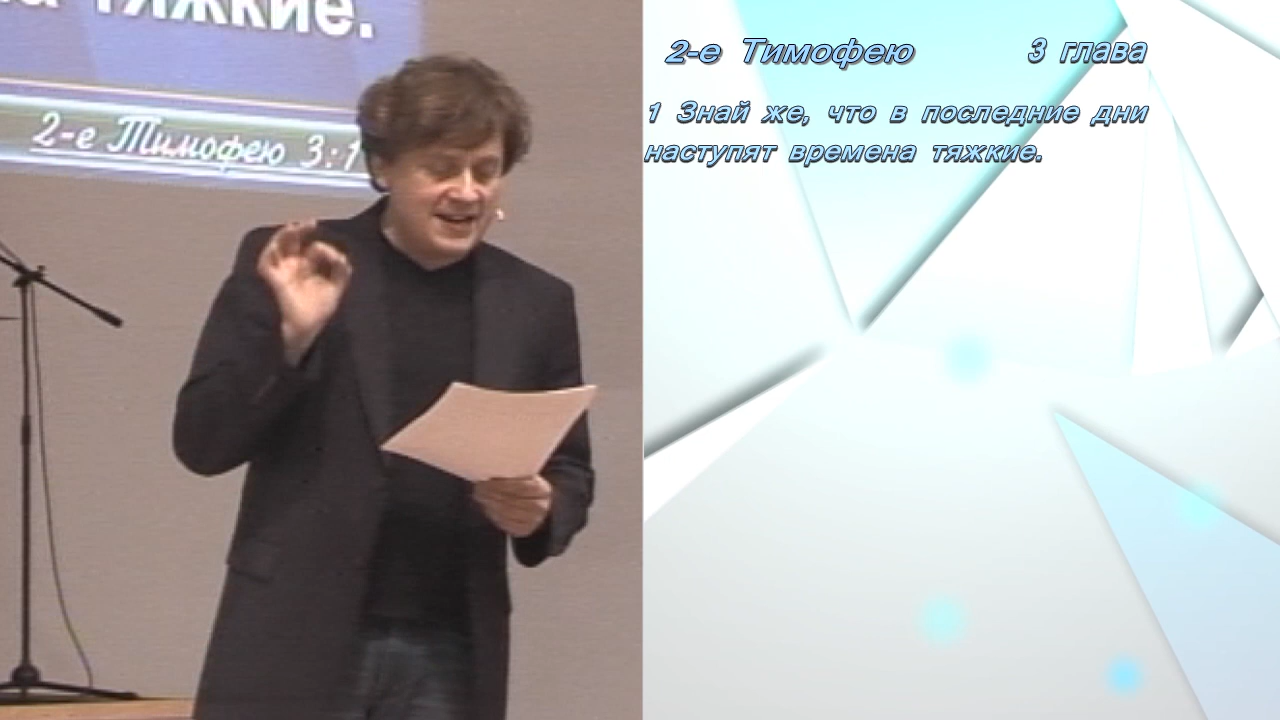 тяжкие.
2-е Тимофею 3:1
2-е Тимофею 3 глава
1 Знай же, что в последние дни
наступят времена тяжкие.